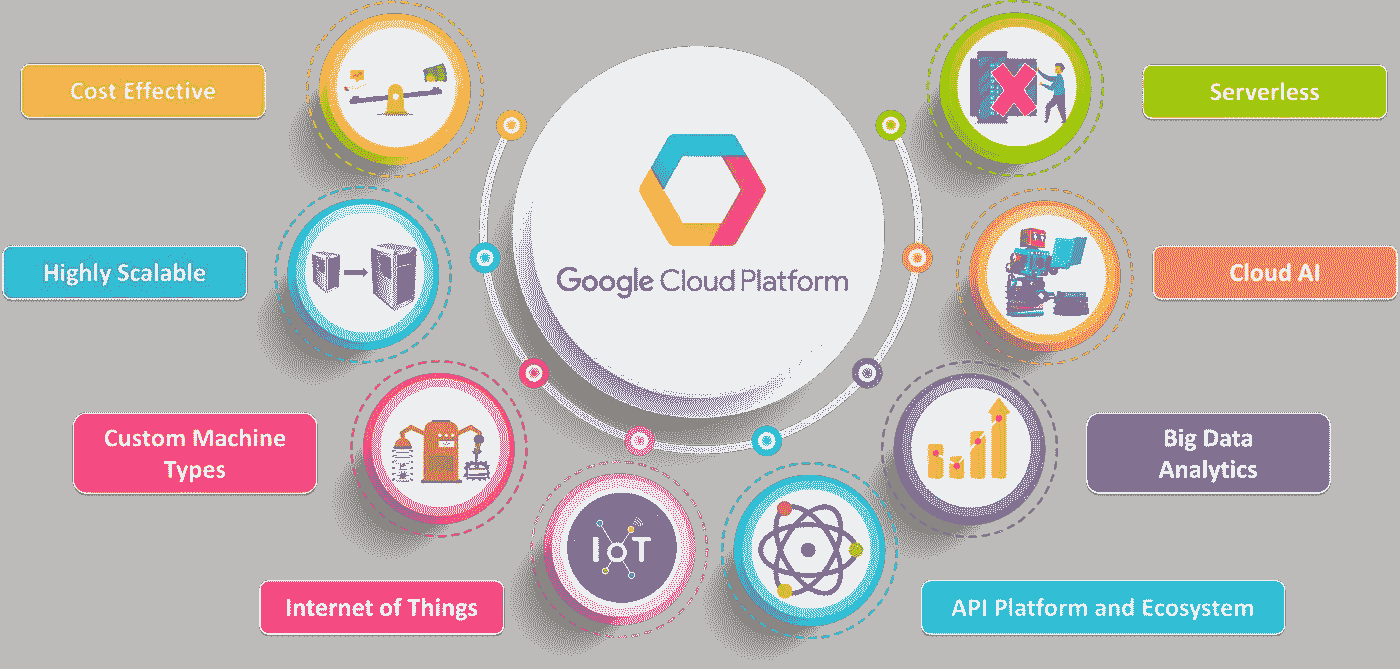 Cost Effective
Serverless
Highly Scalable
Google Cloud Platform
Cloud AI
Custom Machine
Types
Big Data
Analytics
IoT
Internet of Things
API Platform and Ecosystem